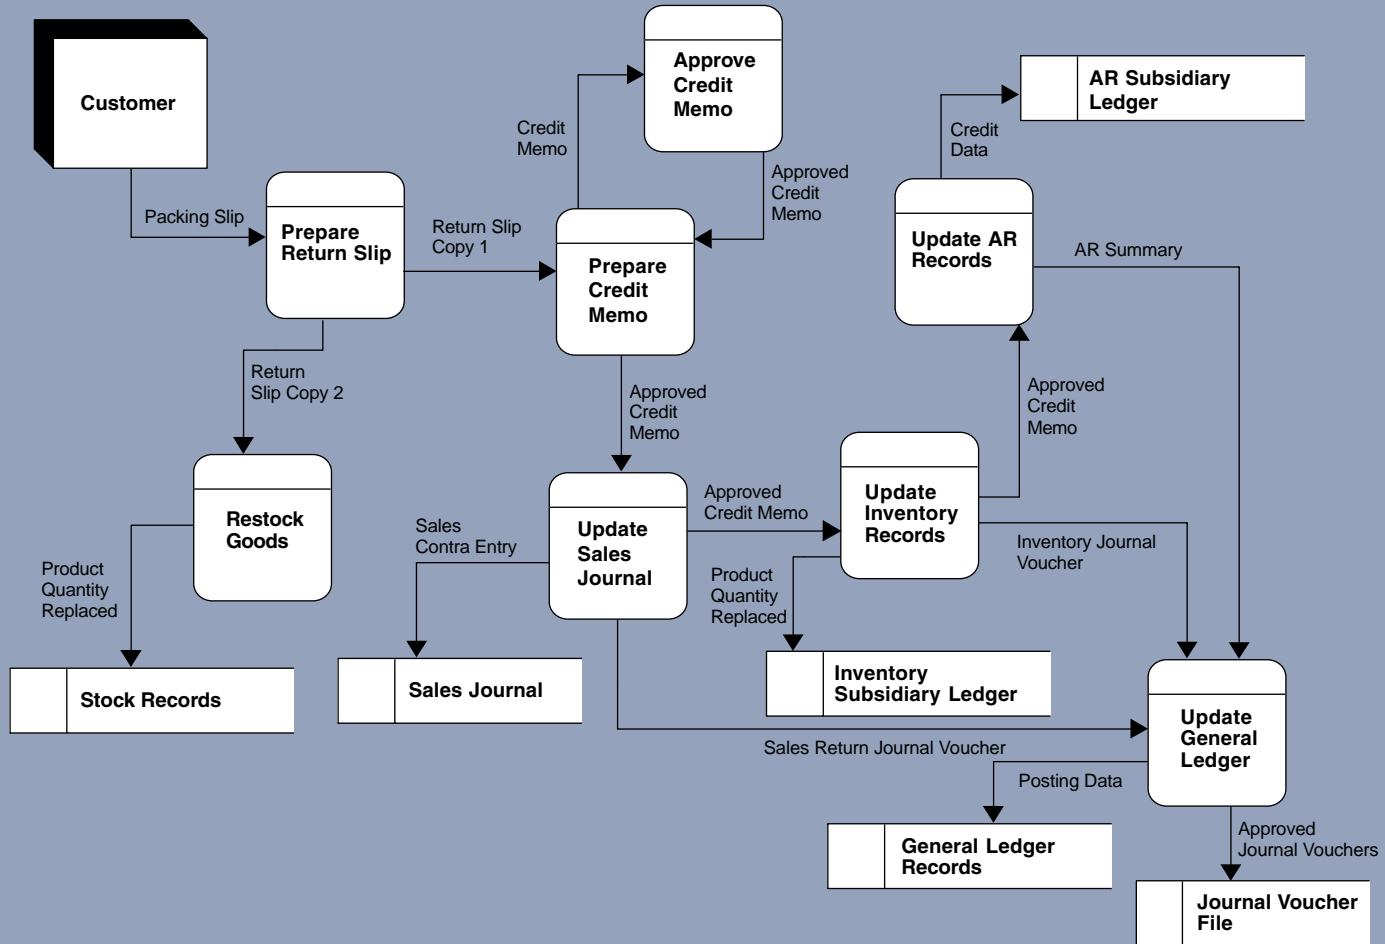 Customer
Packing Slip
Prepare
Return Slip
Return Slip
Copy 1
Credit
Memo
Approve
Credit
Memo
Approved
Credit
Memo
Prepare
Credit
Memo
Return
Slip Copy 2
Restock
Goods
Product
Quantity
Replaced
Stock Records
Approved
Credit
Memo
Update
Sales
Journal
Sales
Contra Entry
Sales Journal
Approved
Credit Memo
Update
Inventory
Records
Product
Quantity
Replaced
Inventory
Subsidiary Ledger
Approved
Credit
Memo
Update AR
Records
Credit
Data
AR Subsidiary
Ledger
AR Summary
Inventory Journal
Voucher
Sales Return Journal Voucher
Update
General
Ledger
Posting Data
General Ledger
Records
Approved
Journal Vouchers
Journal Voucher
File